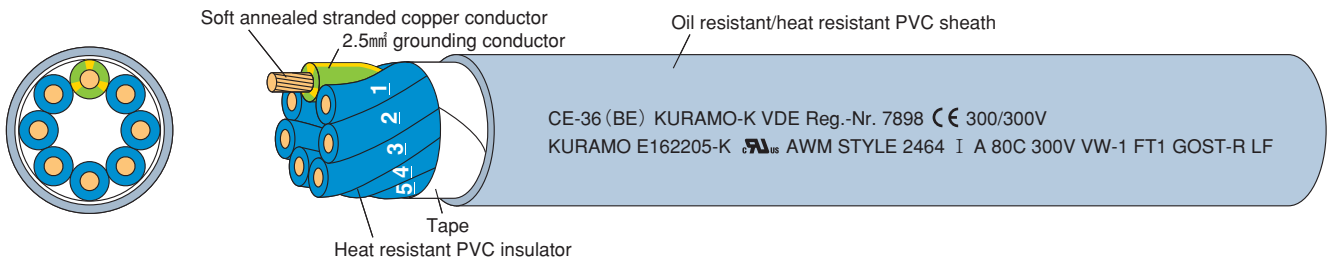 Soft annealed stranded copper conductor
2.5㎟ grounding conductor
Oil resistant/heat resistant PVC sheath
1
2
3
4
5
CE-36（BE）KURAMO-K VDE Reg.-Nr. 7898 CE 300/300V
KURAMO E162205-K c RU us AWM STYLE 2464 I A 80C 300V VW-1 FT1 GOST-R LF
Tape
Heat resistant PVC insulator